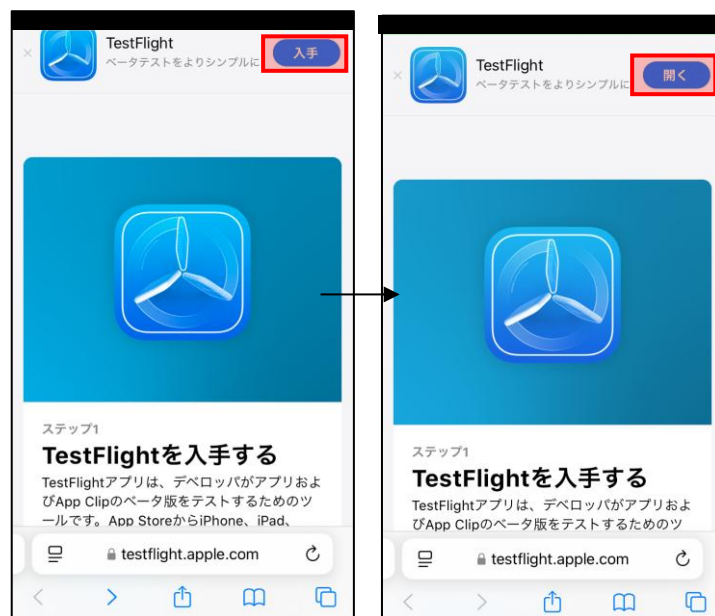 TestFlight
ベータテストをよりシンプルに
入手
ステップ1
TestFlightを入手する
TestFlightアプリは、デベロッパがアプリおよ
びApp Clipのベータ版をテストするためのツ
ールです。App StoreからiPhone、iPad、
testflight.apple.com
TestFlight
ベータテストをよりシンプルに
開く
ステップ1
TestFlightを入手する
TestFlightアプリは、デベロッパがアプリおよ
びApp Clipのベータ版をテストするためのツ
testflight.apple.com